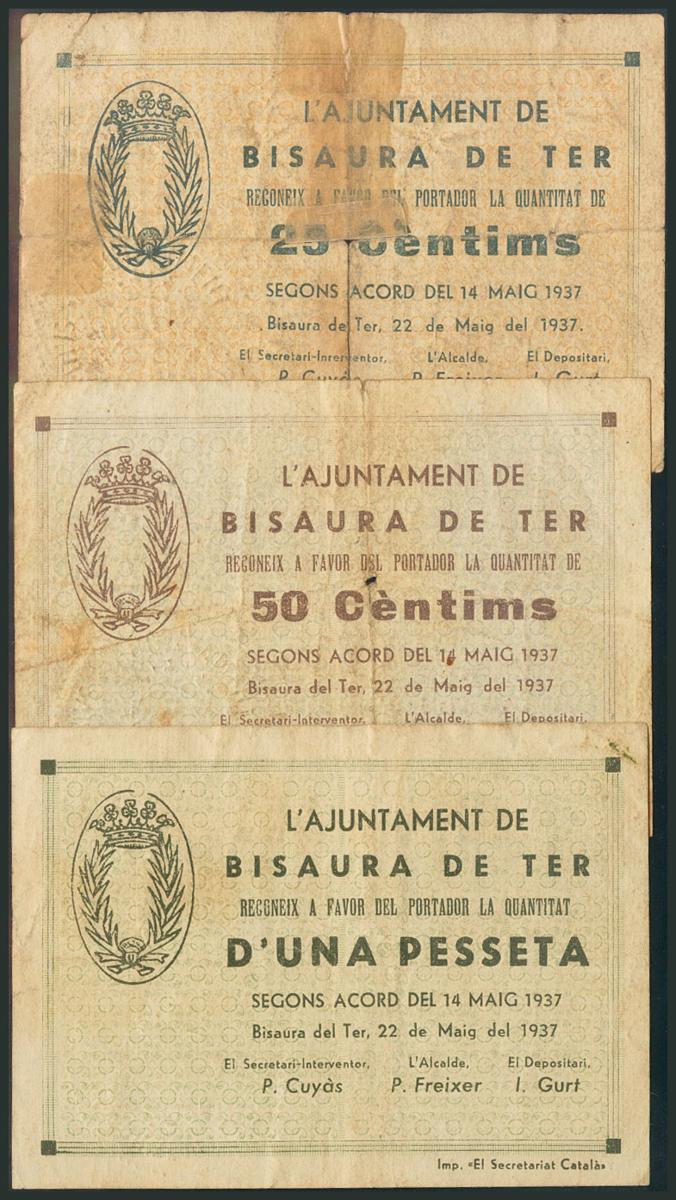 L'AJUNTAMENT DE
BISAURA DE TER
REGONEIX A FAVOR DEL PORTADOR LA QUANTITAT DE
25 Cèntims
SEGONS ACORD DEL 14 MAIG 1937
Bisaura de Ter, 22 de Maig del 1937.
El Secretari-Interventor, L'Alcalde, El Depositari,
P. Cuyàs P. Freixer I. Gurt
L'AJUNTAMENT DE
BISAURA DE TER
REGONEIX A FAVOR DEL PORTADOR LA QUANTITAT DE
50 Cèntims
SEGONS ACORD DEL 14 MAIG 1937
Bisaura del Ter, 22 de Maig del 1937
El Secretari-Interventor, L'Alcalde, El Depositari,
L'AJUNTAMENT DE
BISAURA DE TER
REGONEIX A FAVOR DEL PORTADOR LA QUANTITAT
D'UNA PESSETA
SEGONS ACORD DEL 14 MAIG 1937
Bisaura del Ter, 22 de Maig del 1937
El Secretari-Interventor, L'Alcalde, El Depositari,
P. Cuyàs P. Freixer I. Gurt
Imp. «El Secretariat Català»